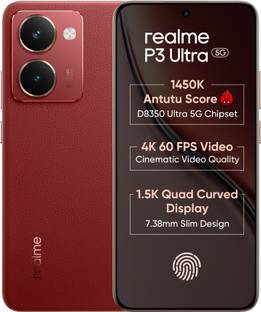 realme
P3 Ultra 5G
1450K
Antutu Score
D8350 Ultra 5G Chipset
4K 60 FPS Video
Cinematic Video Quality
1.5K Quad Curved
Display
7.38mm Slim Design
realme